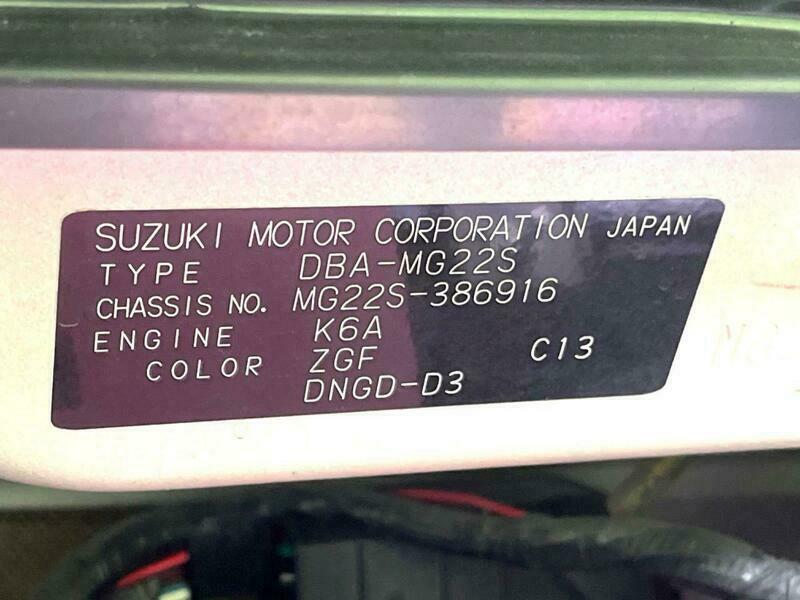 SUZUKI MOTOR CORPORATION JAPAN
TYPE DBA-MG22S
CHASSIS NO. MG22S-386916
ENGINE K6A
COLOR ZGF C13
DNGD-D3